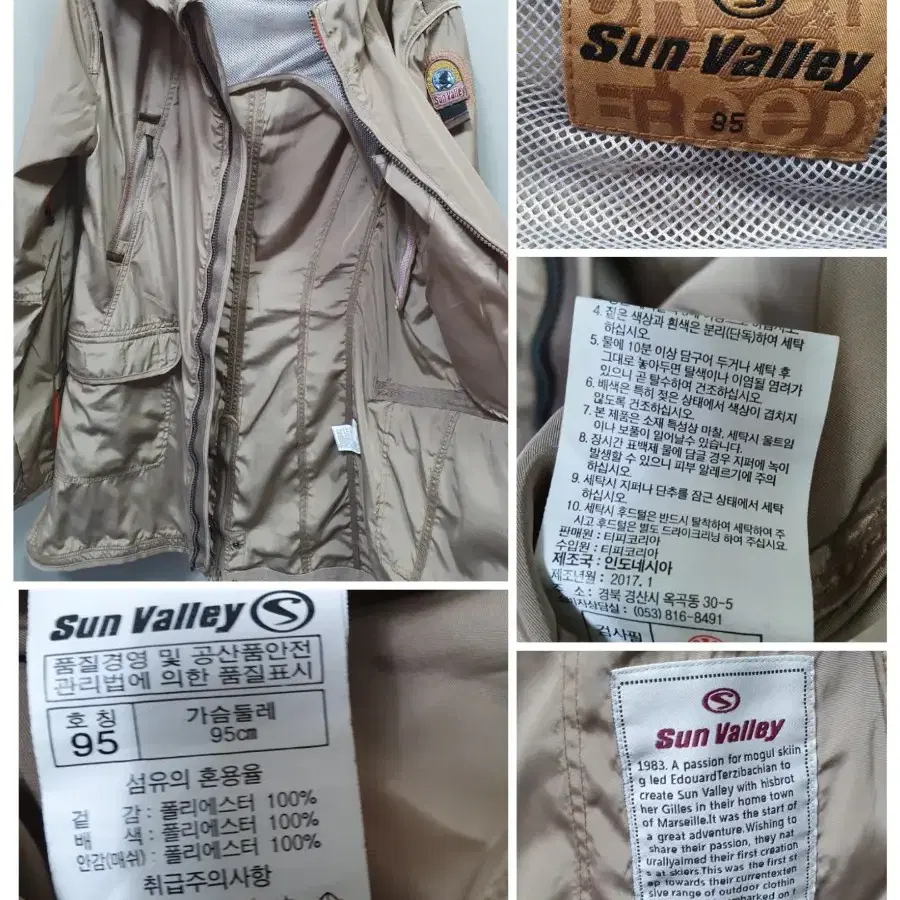 Sun Valley
Sun Valley
FReeD
95
4. 짙은 색상과 흰색은 분리(단독)하여 세탁
하십시오.
5. 물에 10분 이상 담구어 두거나 세탁 후
그대로 놓아두면 탈색이나 이염될 염려가
있으니 곧 탈수하여 건조하십시오.
6. 배색은 특히 젖은 상태에서 색상이 겹치지
않도록 건조하십시오.
7. 본 제품은 소재 특성상 마찰, 세탁시 올트임
이나 보풀이 일어날수 있습니다.
8. 장시간 표백제 물에 담글 경우 지퍼에 녹이
발생할 수 있으니 피부 알레르기에 주의
하십시오.
9. 세탁시 지퍼나 단추를 잠근 상태에서 세탁
하십시오.
10. 세탁시 후드털은 반드시 탈착하여 세탁하여 주
시고 후드털은 별도 드라이크리닝 하여 주십시요.
판매원 : 티피코리아
수입원 : 티피코리아
제조국 : 인도네시아
제조년월 : 2017. 1
소 : 경북 경산시 옥곡동 30-5
비자상담실 : (053) 816-8491
검사필
Sun Valley S
품질경영 및 공산품안전
관리법에 의한 품질표시
호 칭 가슴둘레
95 95cm
섬유의 혼용율
겉 감 : 폴리에스터 100%
배 색 : 폴리에스터 100%
안감(매쉬) : 폴리에스터 100%
취급주의사항
S
Sun Valley
1983. A passion for mogul skiin
g led EdouardTerzibachian to
create Sun Valley with hisbrot
her Gilles in their home town
of Marseille.It was the start of
a great adventure.Wishing to
share their passion, they nat
urallyaimed their first creation
s at skiers.This was the first st
ep towards their currentexten
sive range of outdoor clothin